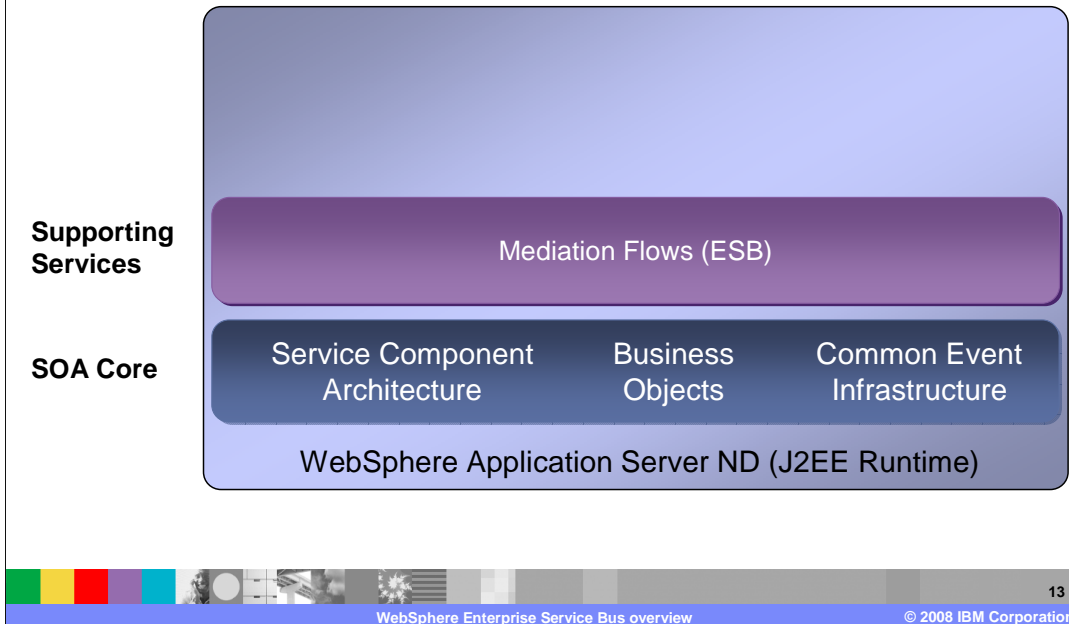 Supporting
Services
Mediation Flows (ESB)
SOA Core
Service Component
Architecture
Business
Objects
Common Event
Infrastructure
WebSphere Application Server ND (J2EE Runtime)
13
WebSphere Enterprise Service Bus overview
© 2008 IBM Corporation